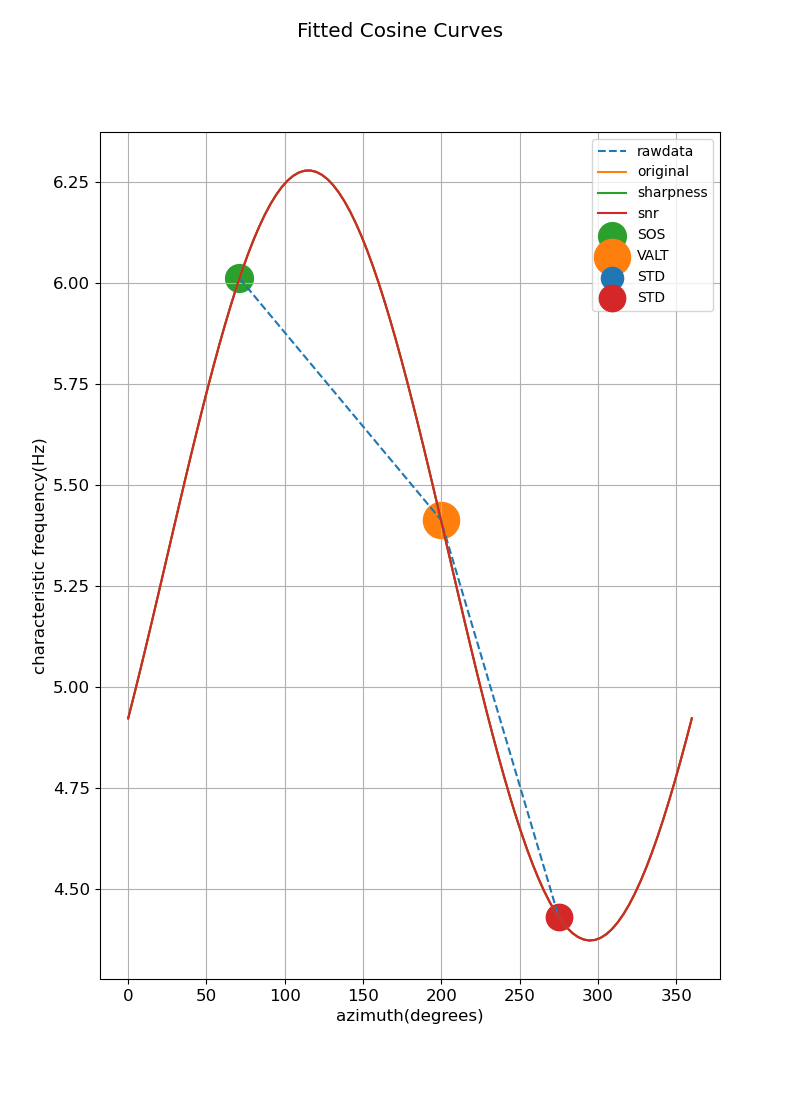 Fitted Cosine Curves
rawdata
original
sharpness
snr
SOS
VALT
STD
STD
6.25
6.00
5.75
5.50
5.25
5.00
4.75
4.50
characteristic frequency(Hz)
0 50 100 150 200 250 300 350
azimuth(degrees)